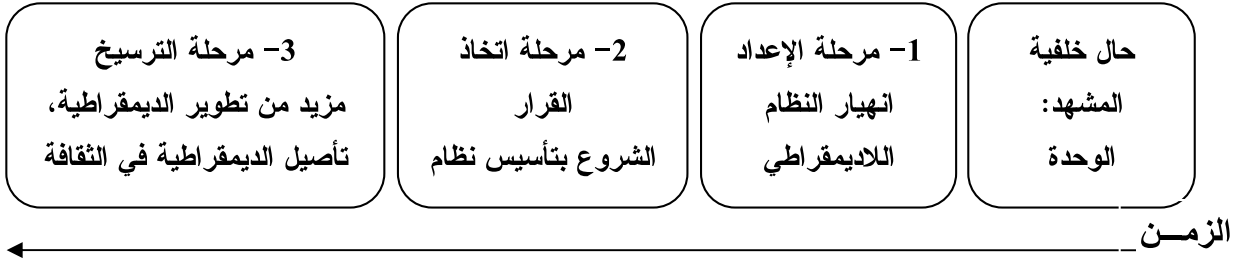 حال خلفية
المشهد:
الوحدة
1- مرحلة الإعداد
انهيار النظام
اللاديمقراطي
2- مرحلة اتخاذ
القرار
الشروع بتأسيس نظام
3- مرحلة الترسيخ
مزيد من تطوير الديمقراطية،
تأصيل الديمقراطية في الثقافة
الزمــن